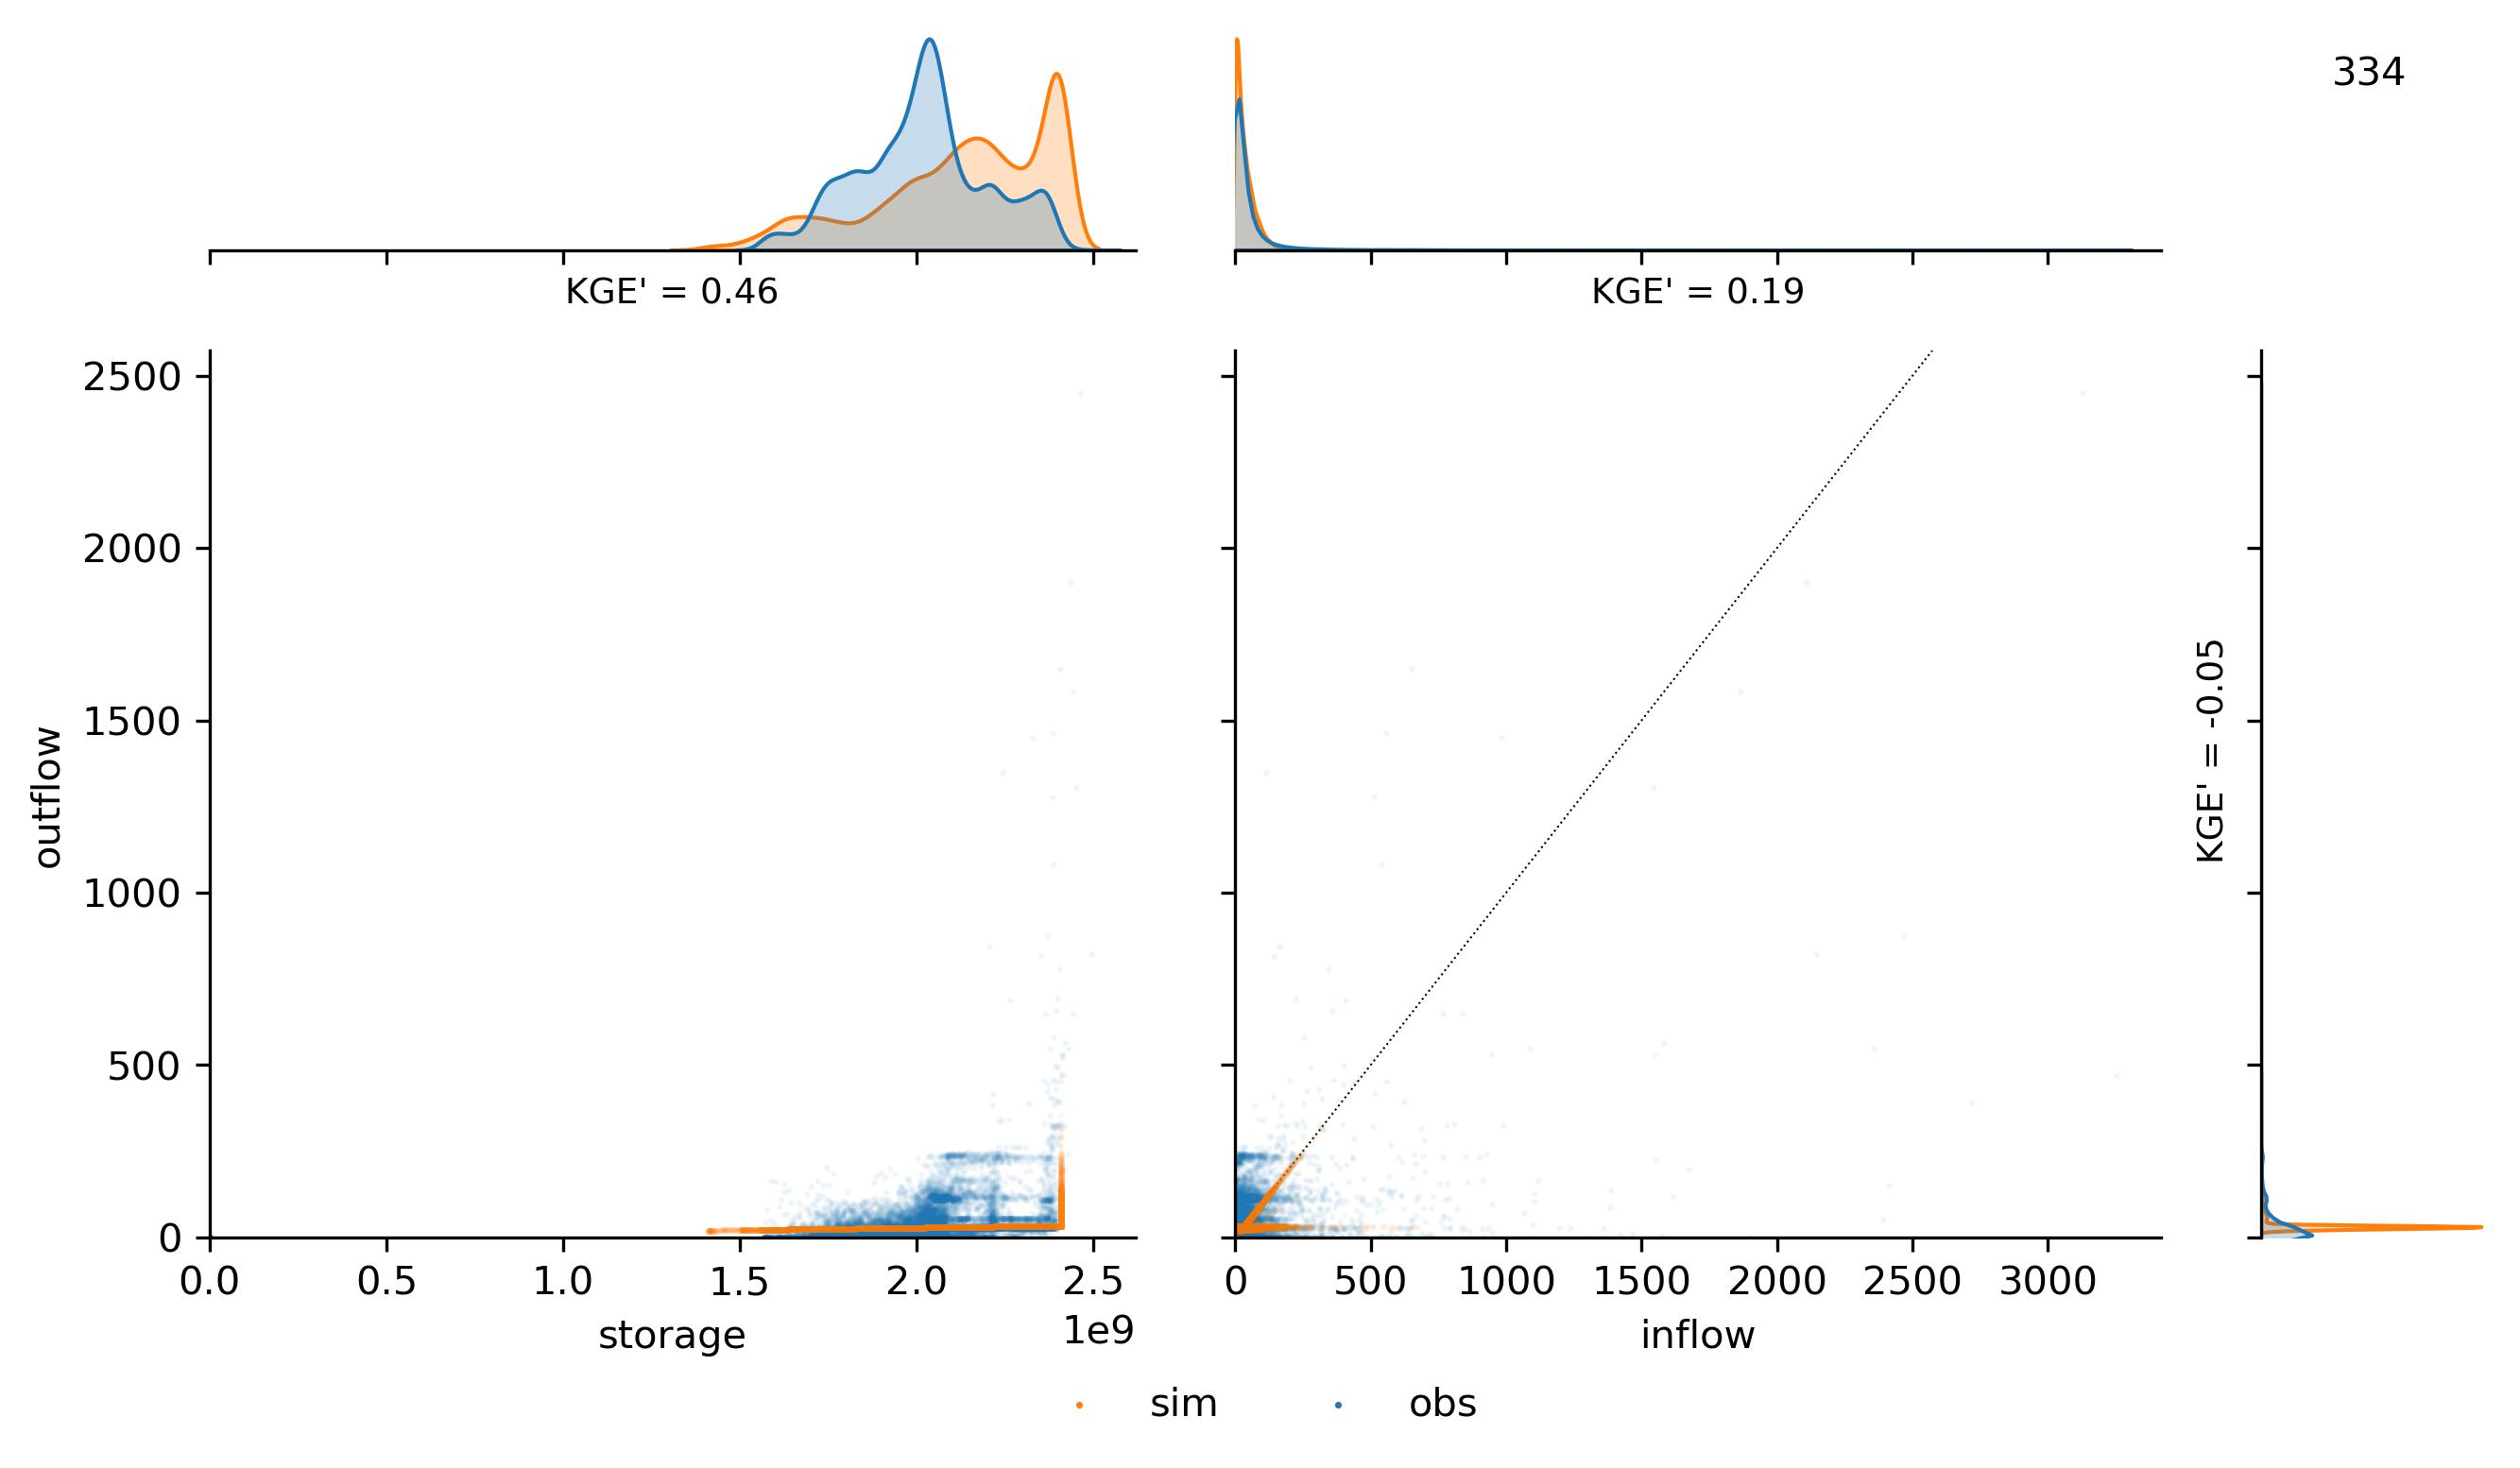 334
KGE' = 0.46
KGE' = 0.19
2500
2000
1500
1000
500
0
outflow
KGE' = -0.05
0.0 0.5 1.0 1.5 2.0 2.5
1e9
storage
0 500 1000 1500 2000 2500 3000
inflow
sim obs